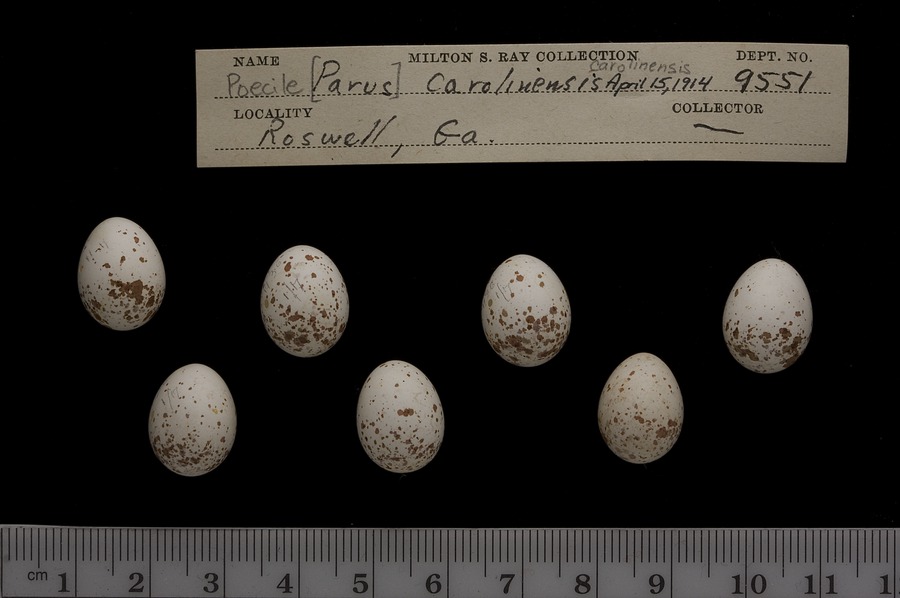 NAME MILTON S. RAY COLLECTION DEPT. NO.
carolinensis
Poecile [Parus] Carolinensis April 15, 1914 9551
LOCALITY COLLECTOR
Roswell, Ga. —
cm 1 2 3 4 5 6 7 8 9 10 11 1